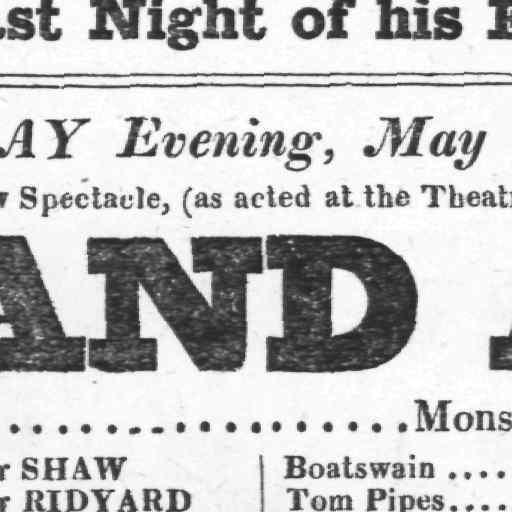 st Night of his E
AY Evening, May
w Spectacle, (as acted at the Theatr
AND
.................. Mons
r SHAW
r RIDYARD
Boatswain ....
Tom Pipes....